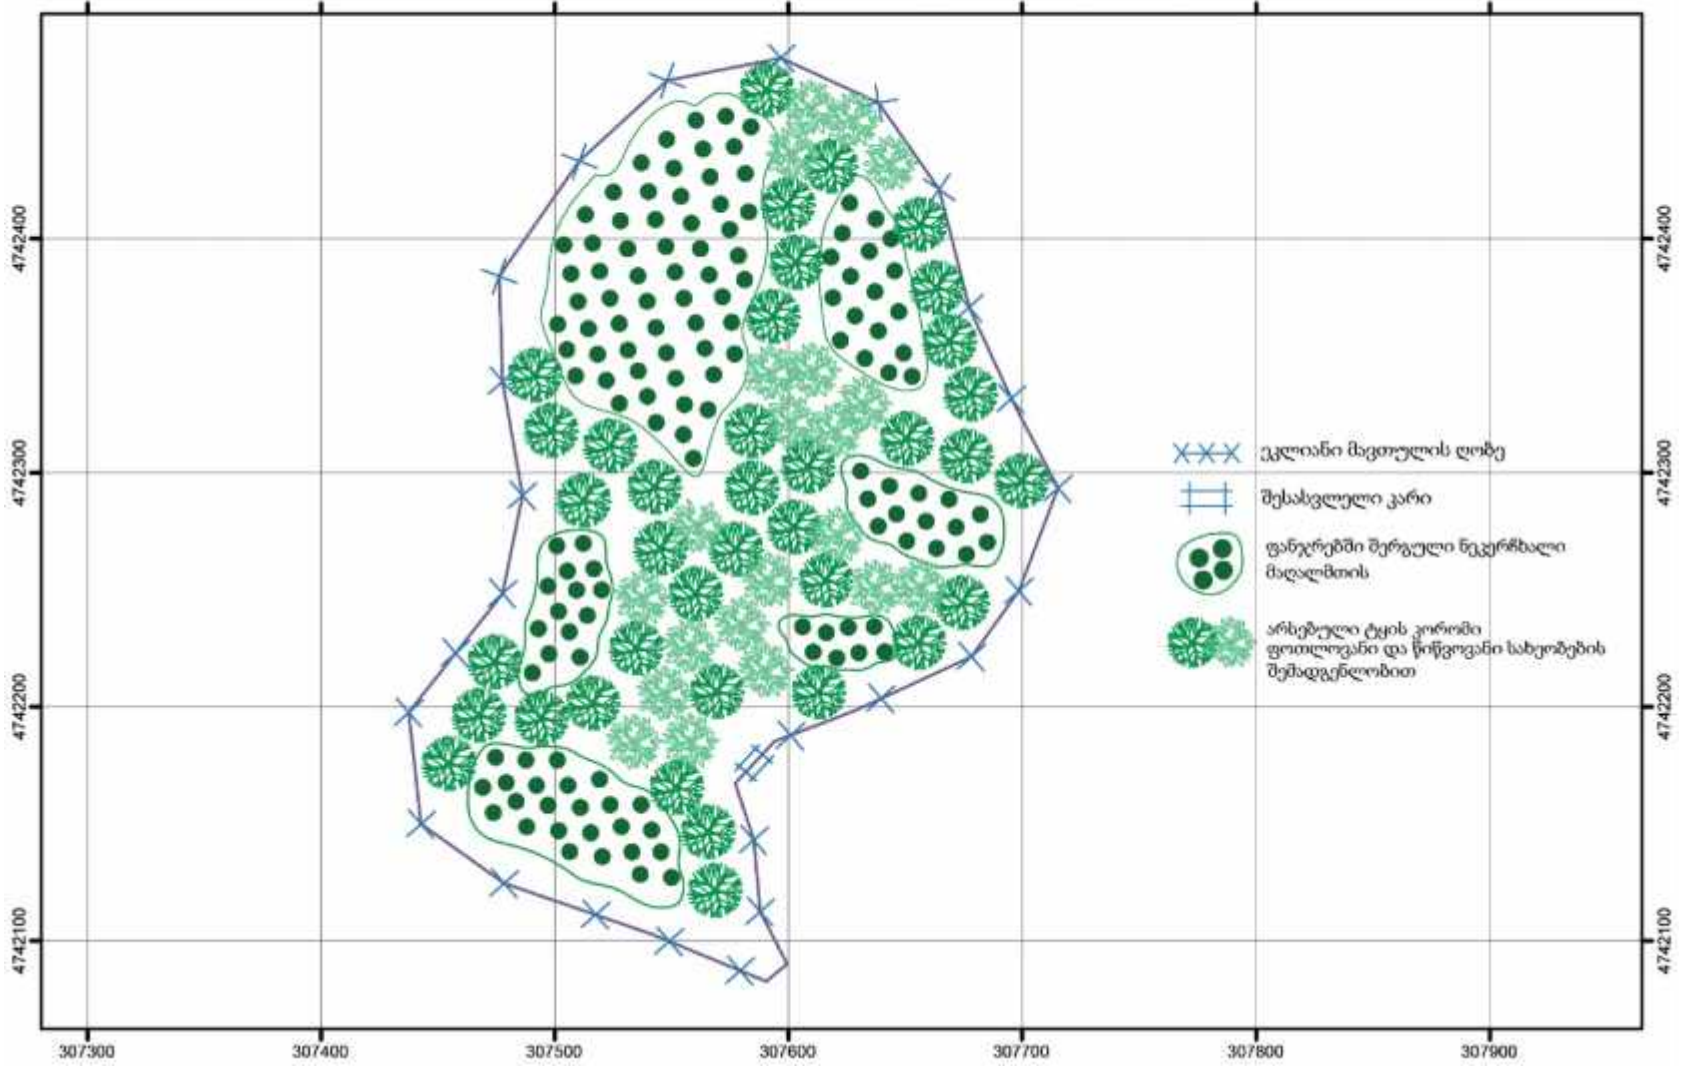 4742400
4742300
4742200
4742100
4742400
4742300
4742200
4742100
ეკლიანი მავთულის ღობე
შესასვლელი კარი
ფანჯრებში შერგული ნეკერჩხალი
მაღალმთის
არსებული ტყის კორომი
ფოთლოვანი და წიწვოვანი სახეობების
შემადგენლობით
307300 307400 307500 307600 307700 307800 307900